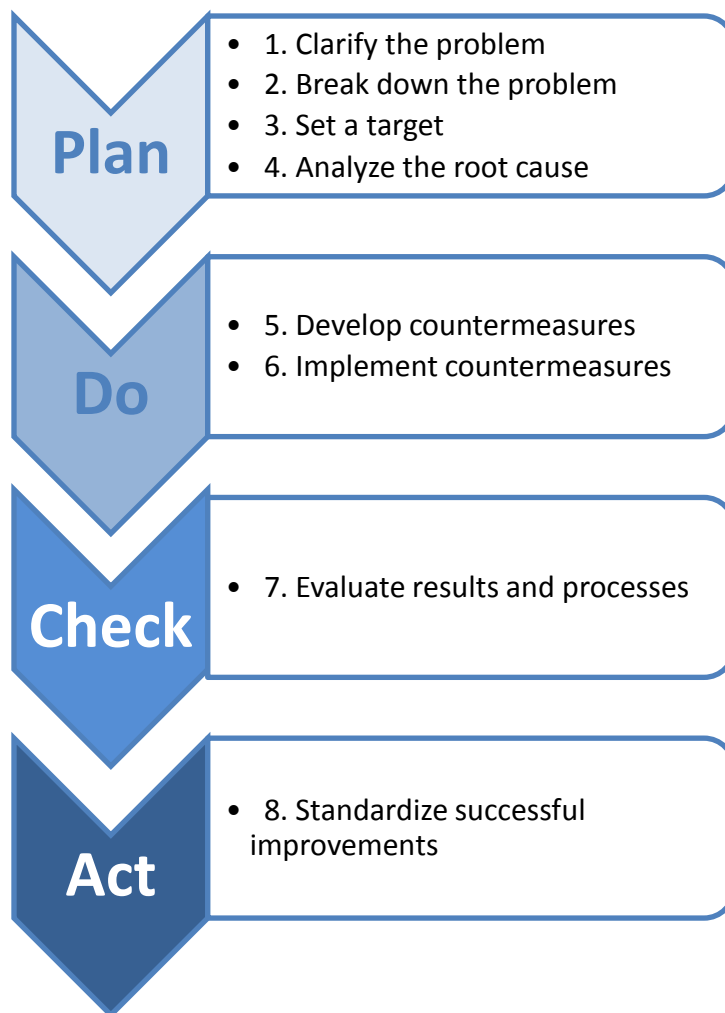 Plan
• 1. Clarify the problem
• 2. Break down the problem
• 3. Set a target
• 4. Analyze the root cause
Do
• 5. Develop countermeasures
• 6. Implement countermeasures
Check
• 7. Evaluate results and processes
Act
• 8. Standardize successful
improvements